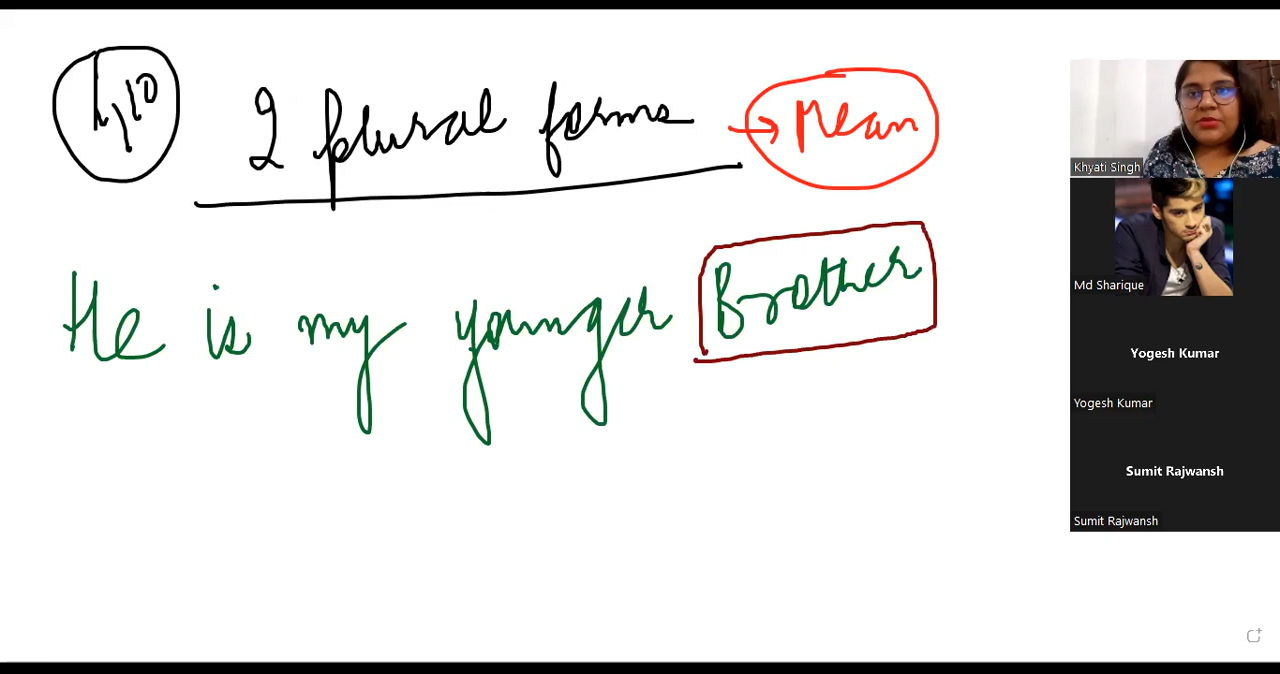 2 plural forms → Mean
He is my younger Brother
Khyati Singh
Md Sharique
Yogesh Kumar
Yogesh Kumar
Sumit Rajwansh
Sumit Rajwansh